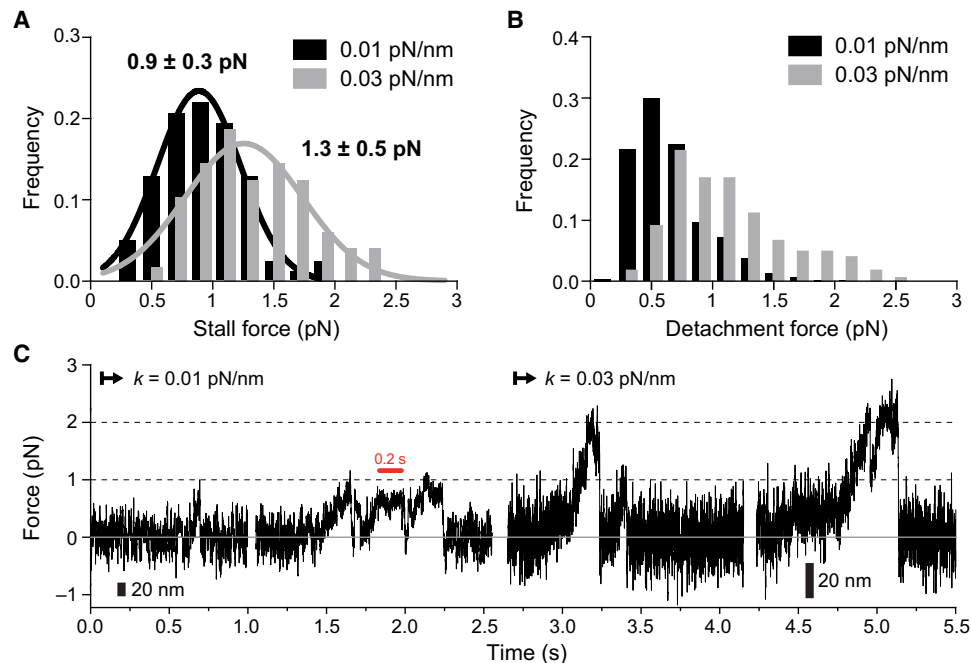 A
0.9 ± 0.3 pN
0.01 pN/nm
0.03 pN/nm
1.3 ± 0.5 pN
Frequency
0.3
0.2
0.1
0.0
0 0.5 1 1.5 2 2.5 3
Stall force (pN)
B
0.01 pN/nm
0.03 pN/nm
Frequency
0.4
0.3
0.2
0.1
0.0
0 0.5 1 1.5 2 2.5 3
Detachment force (pN)
C
k = 0.01 pN/nm
k = 0.03 pN/nm
0.2 s
Force (pN)
3
2
1
0
–1
20 nm
20 nm
0.0 0.5 1.0 1.5 2.0 2.5 3.0 3.5 4.0 4.5 5.0 5.5
Time (s)